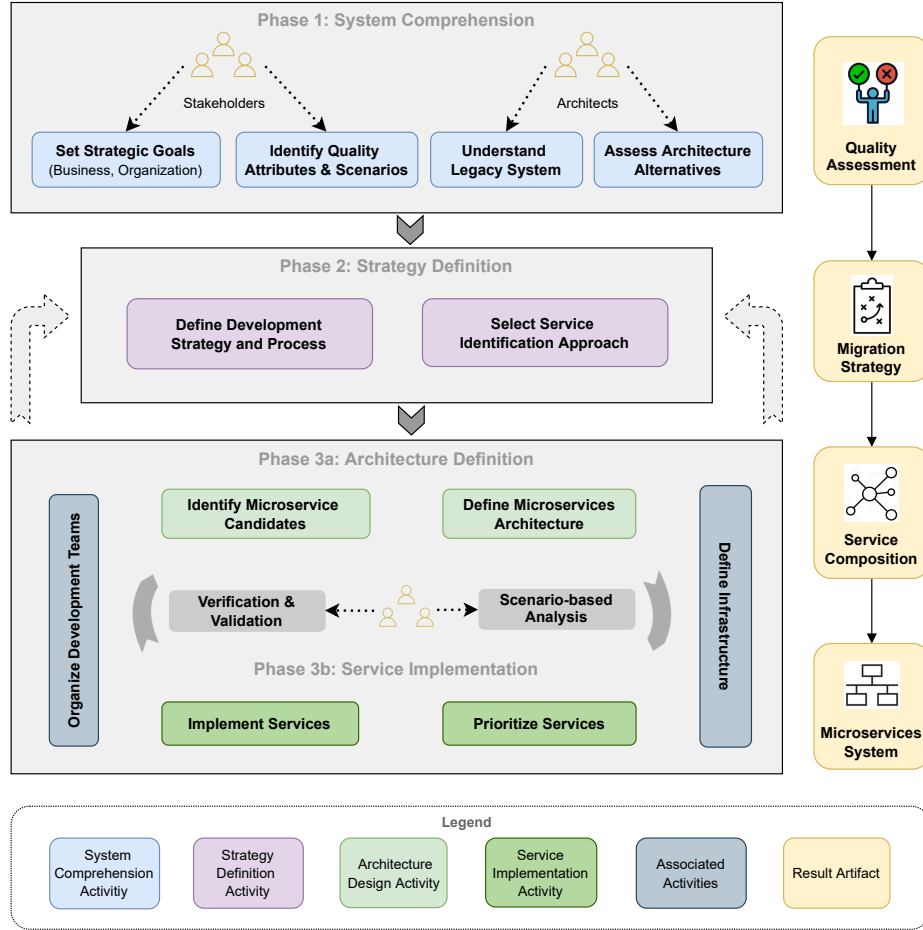 Phase 1: System Comprehension
Stakeholders
Architects
Set Strategic Goals
(Business, Organization)
Identify Quality
Attributes & Scenarios
Understand
Legacy System
Assess Architecture
Alternatives
Quality
Assessment
Phase 2: Strategy Definition
Define Development
Strategy and Process
Select Service
Identification Approach
Migration
Strategy
Phase 3a: Architecture Definition
Organize Development Teams
Identify Microservice
Candidates
Define Microservices
Architecture
Define Infrastructure
Verification &
Validation
Scenario-based
Analysis
Service
Composition
Phase 3b: Service Implementation
Implement Services
Prioritize Services
Microservices
System
Legend
System
Comprehension
Activitiy
Strategy
Definition
Activity
Architecture
Design Activity
Service
Implementation
Activity
Associated
Activities
Result Artifact